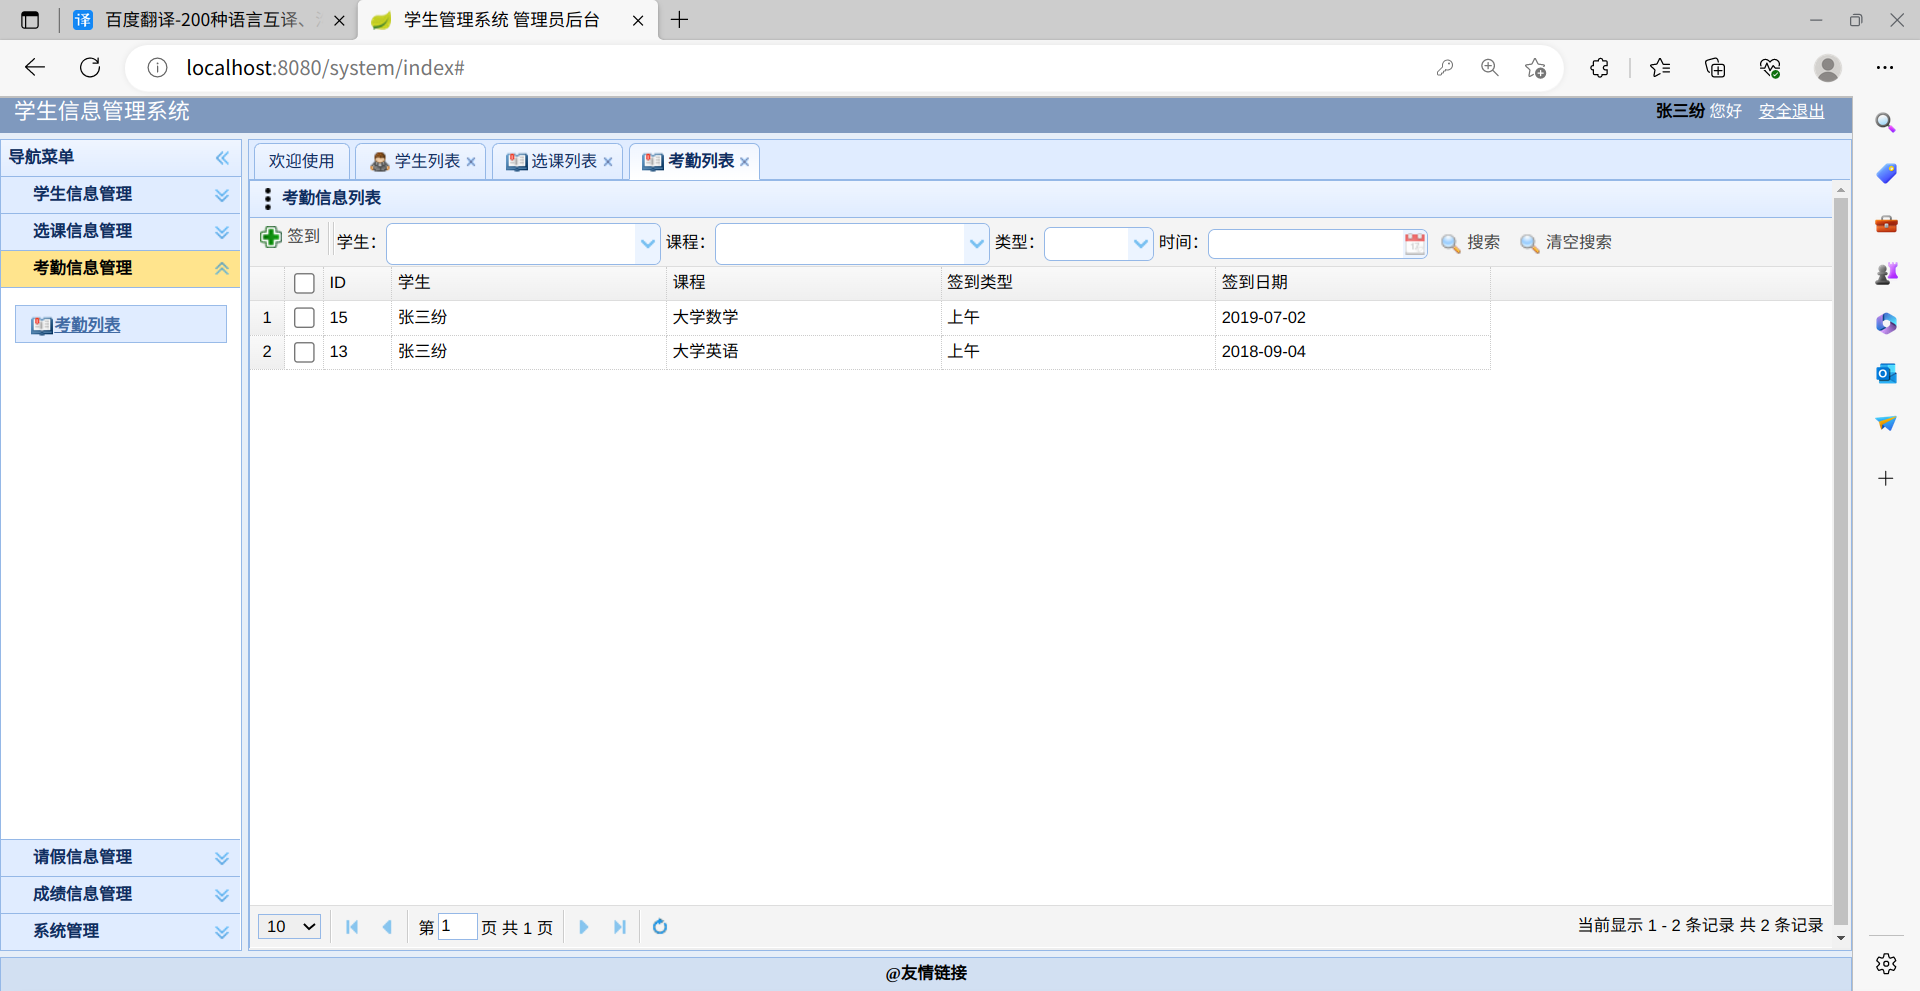 译 百度翻译-200种语言互译、 学生管理系统 管理员后台
localhost:8080/system/index#
学生信息管理系统 张三纷 您好 安全退出
导航菜单
学生信息管理
选课信息管理
考勤信息管理
考勤列表
请假信息管理
成绩信息管理
系统管理
欢迎使用 学生列表 选课列表 考勤列表
考勤信息列表
签到 学生: 课程: 类型: 时间: 搜索 清空搜索
ID 学生 课程 签到类型 签到日期
1 15 张三纷 大学数学 上午 2019-07-02
2 13 张三纷 大学英语 上午 2018-09-04
10 第 1 页 共 1 页 当前显示 1 - 2 条记录 共 2 条记录
@友情链接